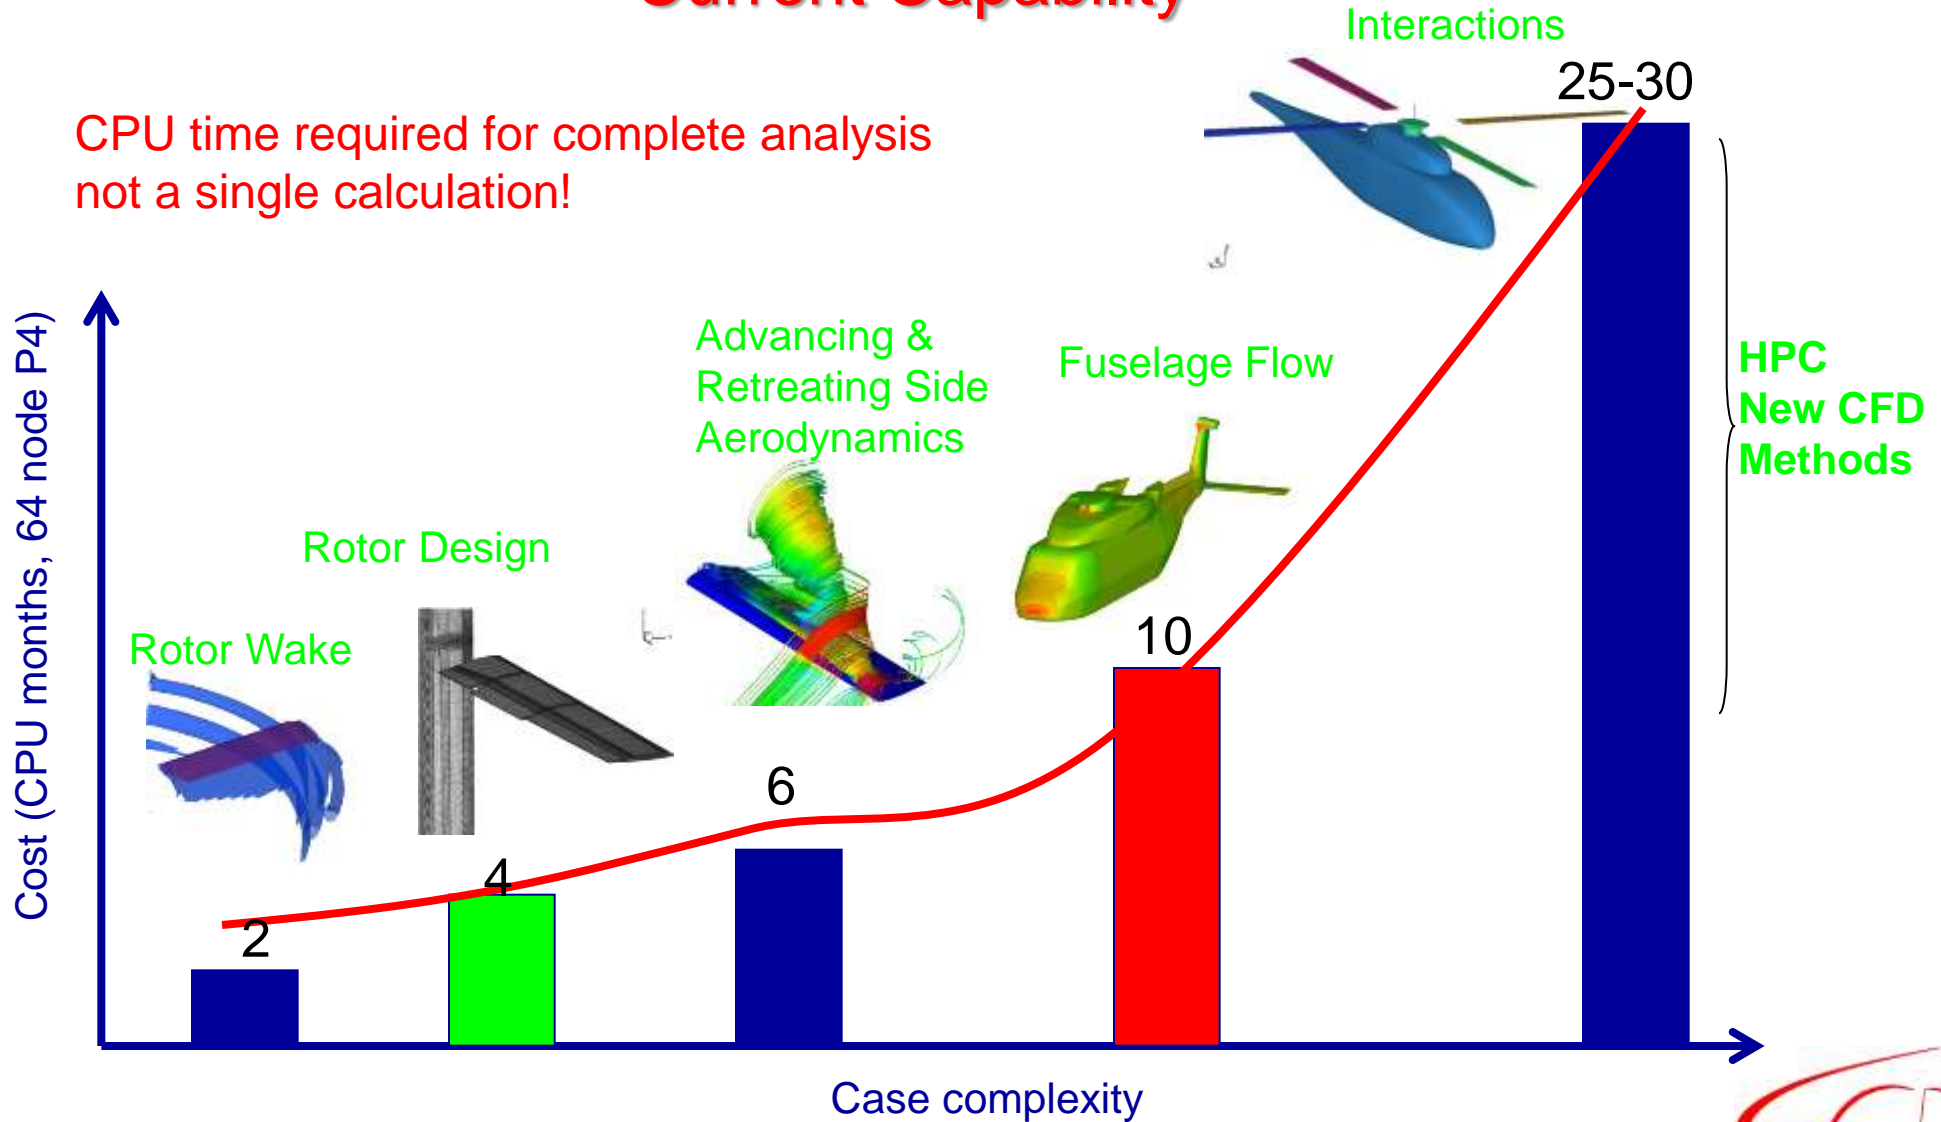 Current Capability
Interactions
25-30
CPU time required for complete analysis
not a single calculation!
Cost (CPU months, 64 node P4)
Advancing &
Retreating Side
Aerodynamics
Fuselage Flow
HPC
New CFD
Methods
Rotor Design
Rotor Wake
10
6
4
2
Case complexity